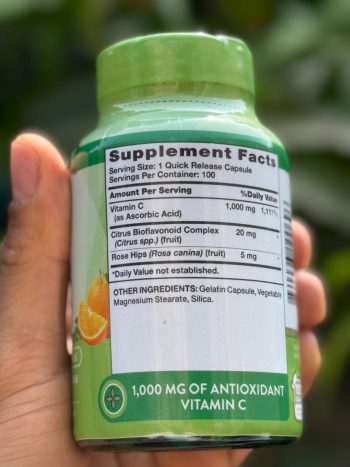 Supplement Facts
Serving Size: 1 Quick Release Capsule
Servings Per Container: 100
Amount Per Serving %Daily Value
Vitamin C 1,000 mg 1,111%
(as Ascorbic Acid)
Citrus Bioflavonoid Complex 20 mg *
(Citrus spp.) (fruit)
Rose Hips (Rosa canina) (fruit) 5 mg *
*Daily Value not established.
OTHER INGREDIENTS: Gelatin Capsule, Vegetable
Magnesium Stearate, Silica.
1,000 MG OF ANTIOXIDANT
VITAMIN C